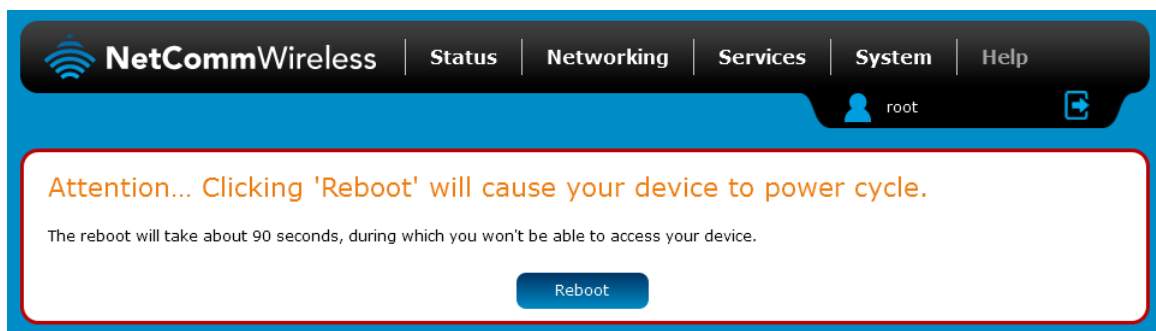 NetCommWireless Status Networking Services System Help
root
Attention... Clicking 'Reboot' will cause your device to power cycle.
The reboot will take about 90 seconds, during which you won't be able to access your device.
Reboot